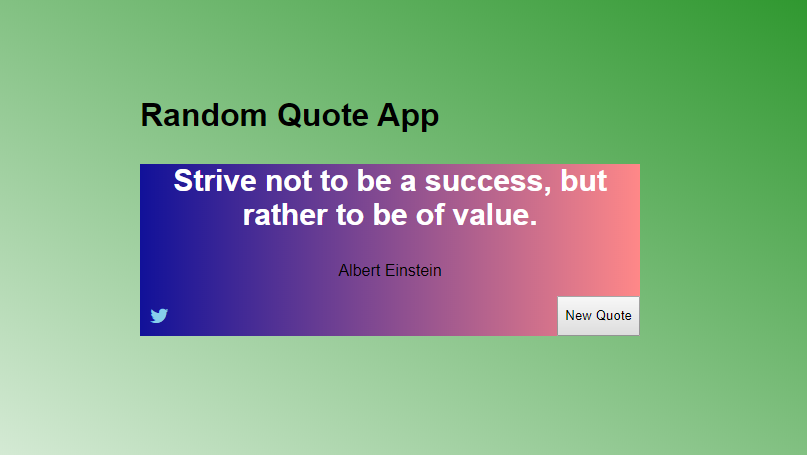 Random Quote App
Strive not to be a success, but
rather to be of value.
Albert Einstein
New Quote